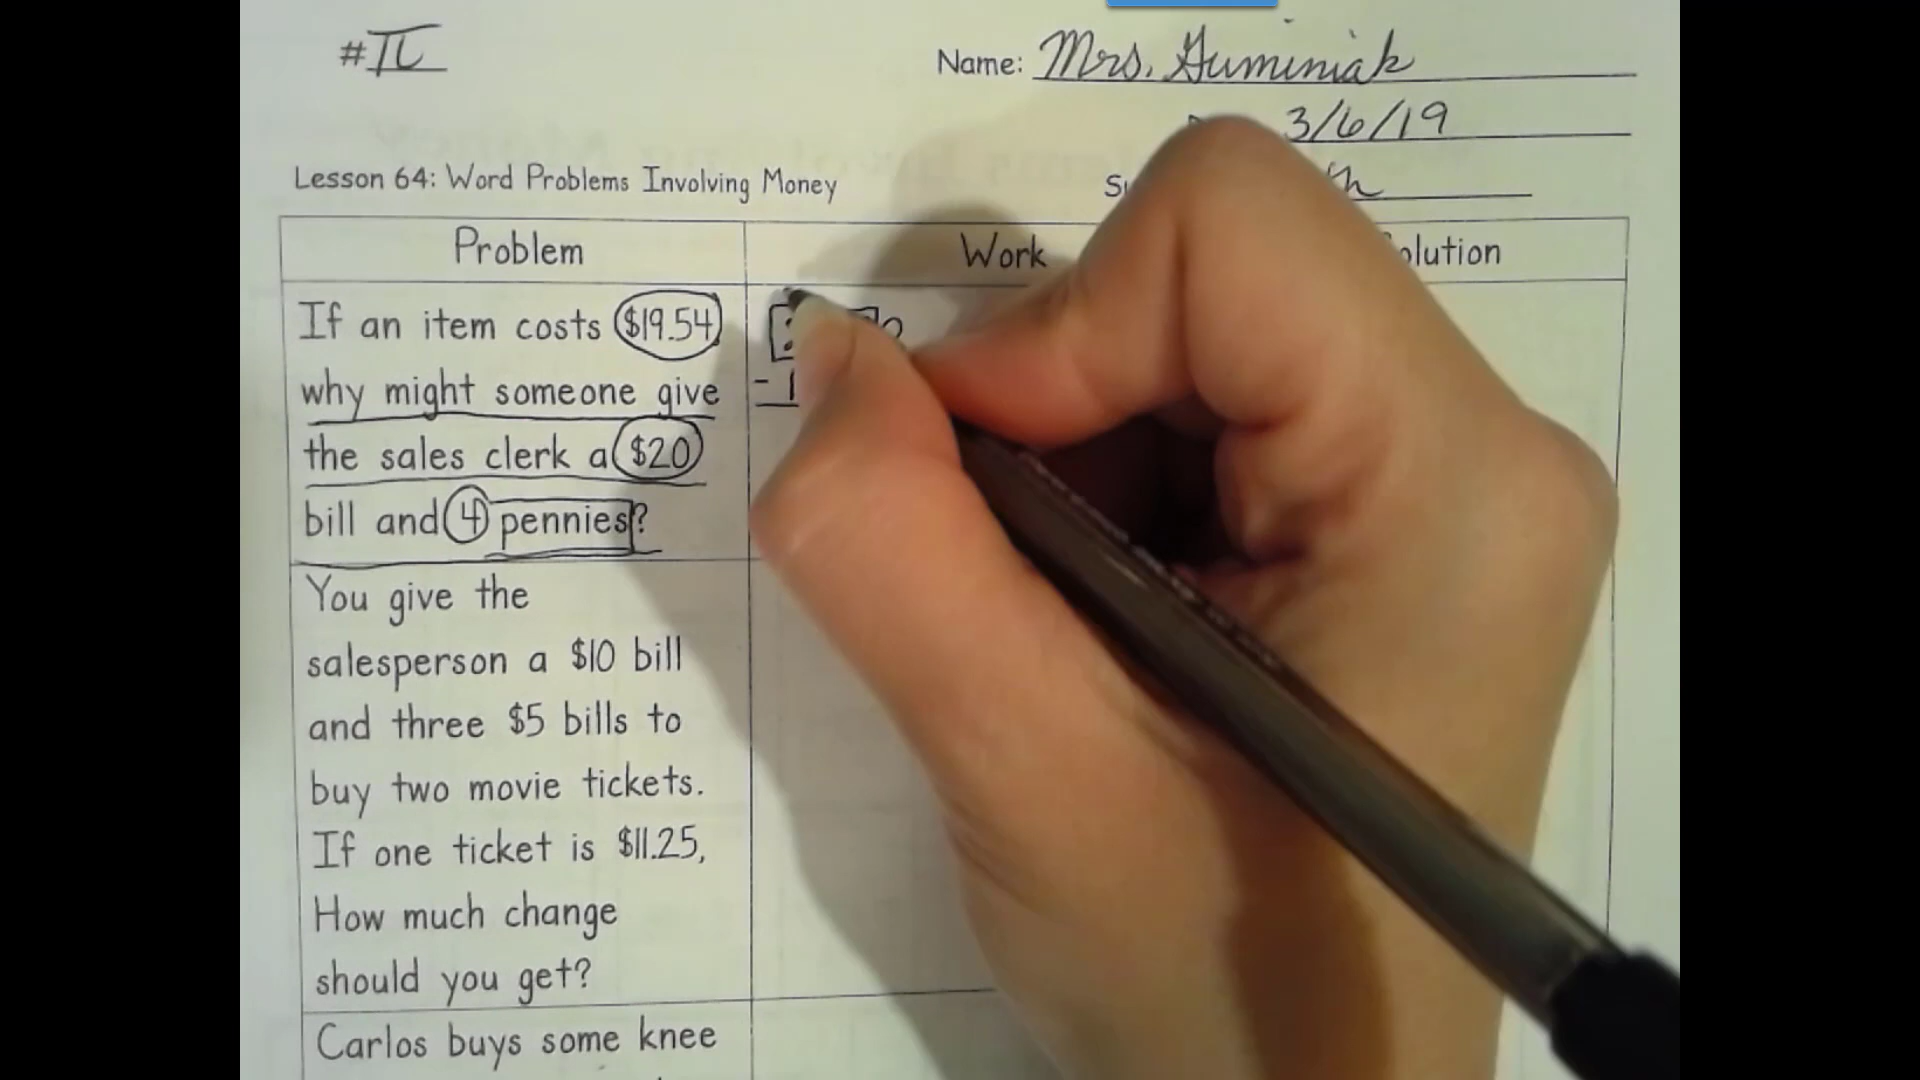 #π
Name: Mrs. Guminiak
3/6/19
Lesson 64: Word Problems Involving Money
Problem
Work
If an item costs $19.54
why might someone give
the sales clerk a $20
bill and 4 pennies?
- 1
You give the
salesperson a $10 bill
and three $5 bills to
buy two movie tickets.
If one ticket is $11.25,
How much change
should you get?
Carlos buys some knee